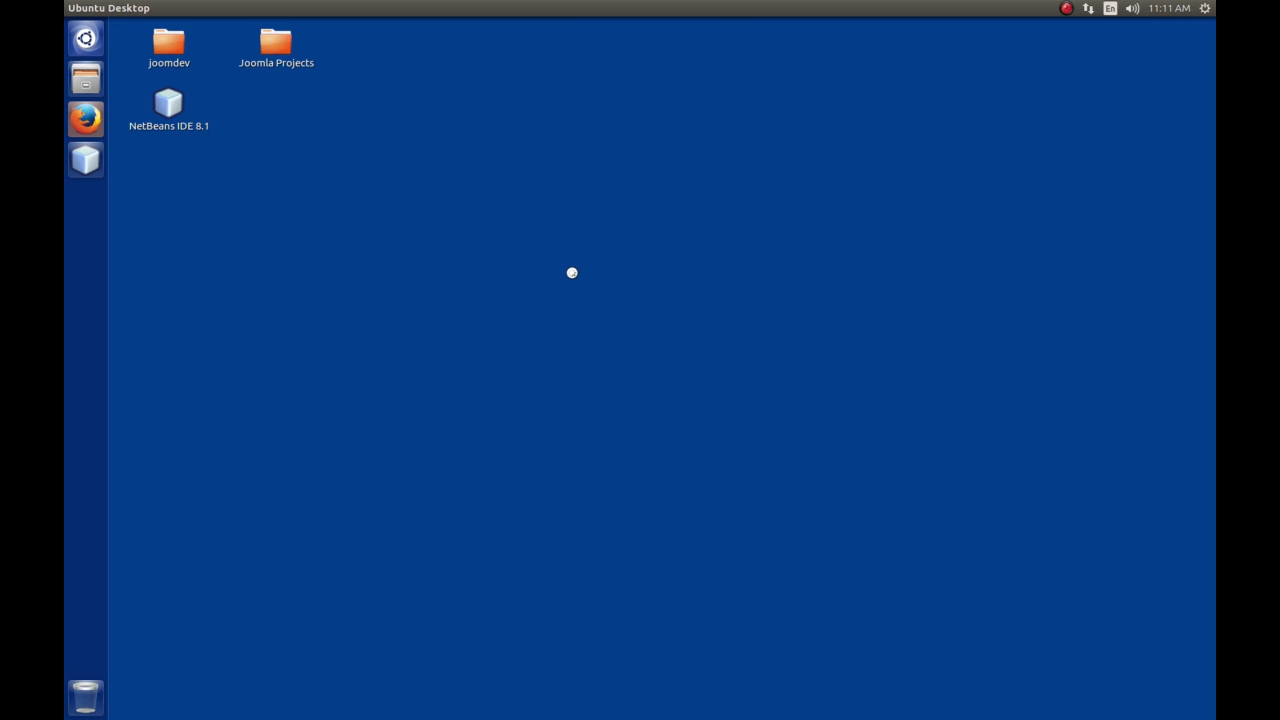 Ubuntu Desktop
En
11:11 AM
joomdev
Joomla Projects
NetBeans IDE 8.1